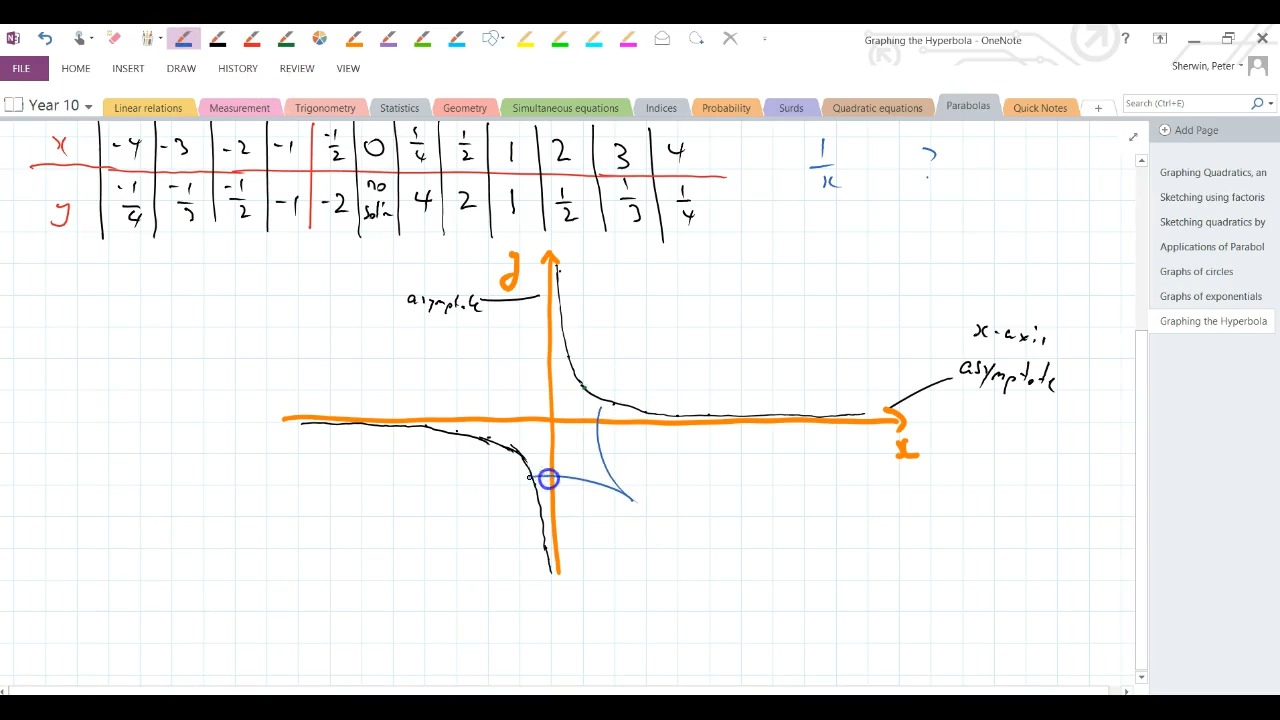 Graphing the Hyperbola - OneNote
?
FILE HOME INSERT DRAW HISTORY REVIEW VIEW
Sherwin, Peter
Year 10
Linear relations Measurement Trigonometry Statistics Geometry Simultaneous equations Indices Probability Surds Quadratic equations Parabolas Quick Notes +
Search (Ctrl+E)
Add Page
Graphing Quadratics, an
Sketching using factoris
Sketching quadratics by
Applications of Parabol
Graphs of circles
Graphs of exponentials
Graphing the Hyperbola
x -4 -3 -2 -1 -1/2 0 1/4 1/2 1 2 3 4
y -1/4 -1/3 -1/2 -1 -2 no sol'n 4 2 1 1/2 1/3 1/4
1/x ?
y
asymptote
x-axis
asymptote
x